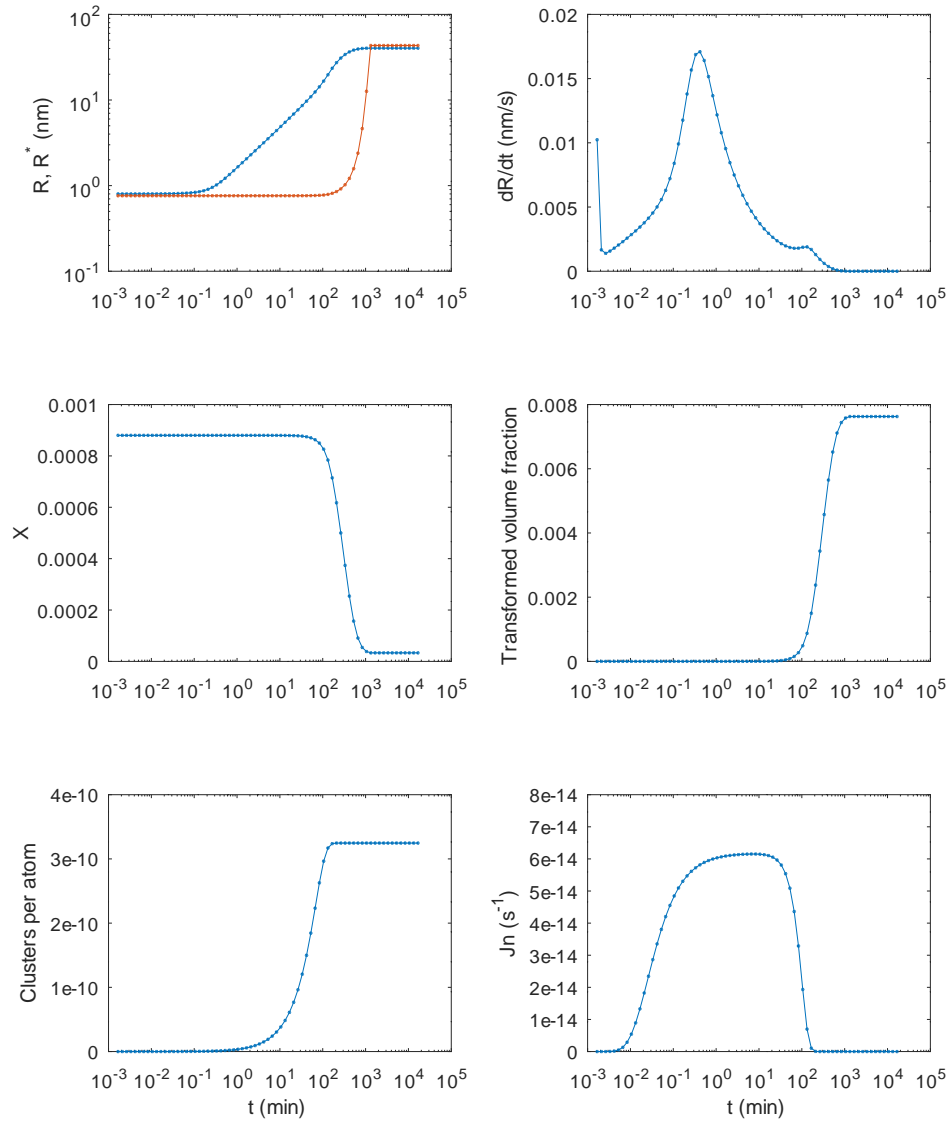 10^2
10^1
10^0
10^-1
R, R^* (nm)
10^-3 10^-2 10^-1 10^0 10^1 10^2 10^3 10^4 10^5
0.02
0.015
0.01
0.005
0
dR/dt (nm/s)
10^-3 10^-2 10^-1 10^0 10^1 10^2 10^3 10^4 10^5
0.001
0.0008
0.0006
0.0004
0.0002
0
X
10^-3 10^-2 10^-1 10^0 10^1 10^2 10^3 10^4 10^5
0.008
0.006
0.004
0.002
0
Transformed volume fraction
10^-3 10^-2 10^-1 10^0 10^1 10^2 10^3 10^4 10^5
4e-10
3e-10
2e-10
1e-10
0
Clusters per atom
10^-3 10^-2 10^-1 10^0 10^1 10^2 10^3 10^4 10^5
t (min)
8e-14
7e-14
6e-14
5e-14
4e-14
3e-14
2e-14
1e-14
0
Jn (s^-1)
10^-3 10^-2 10^-1 10^0 10^1 10^2 10^3 10^4 10^5
t (min)